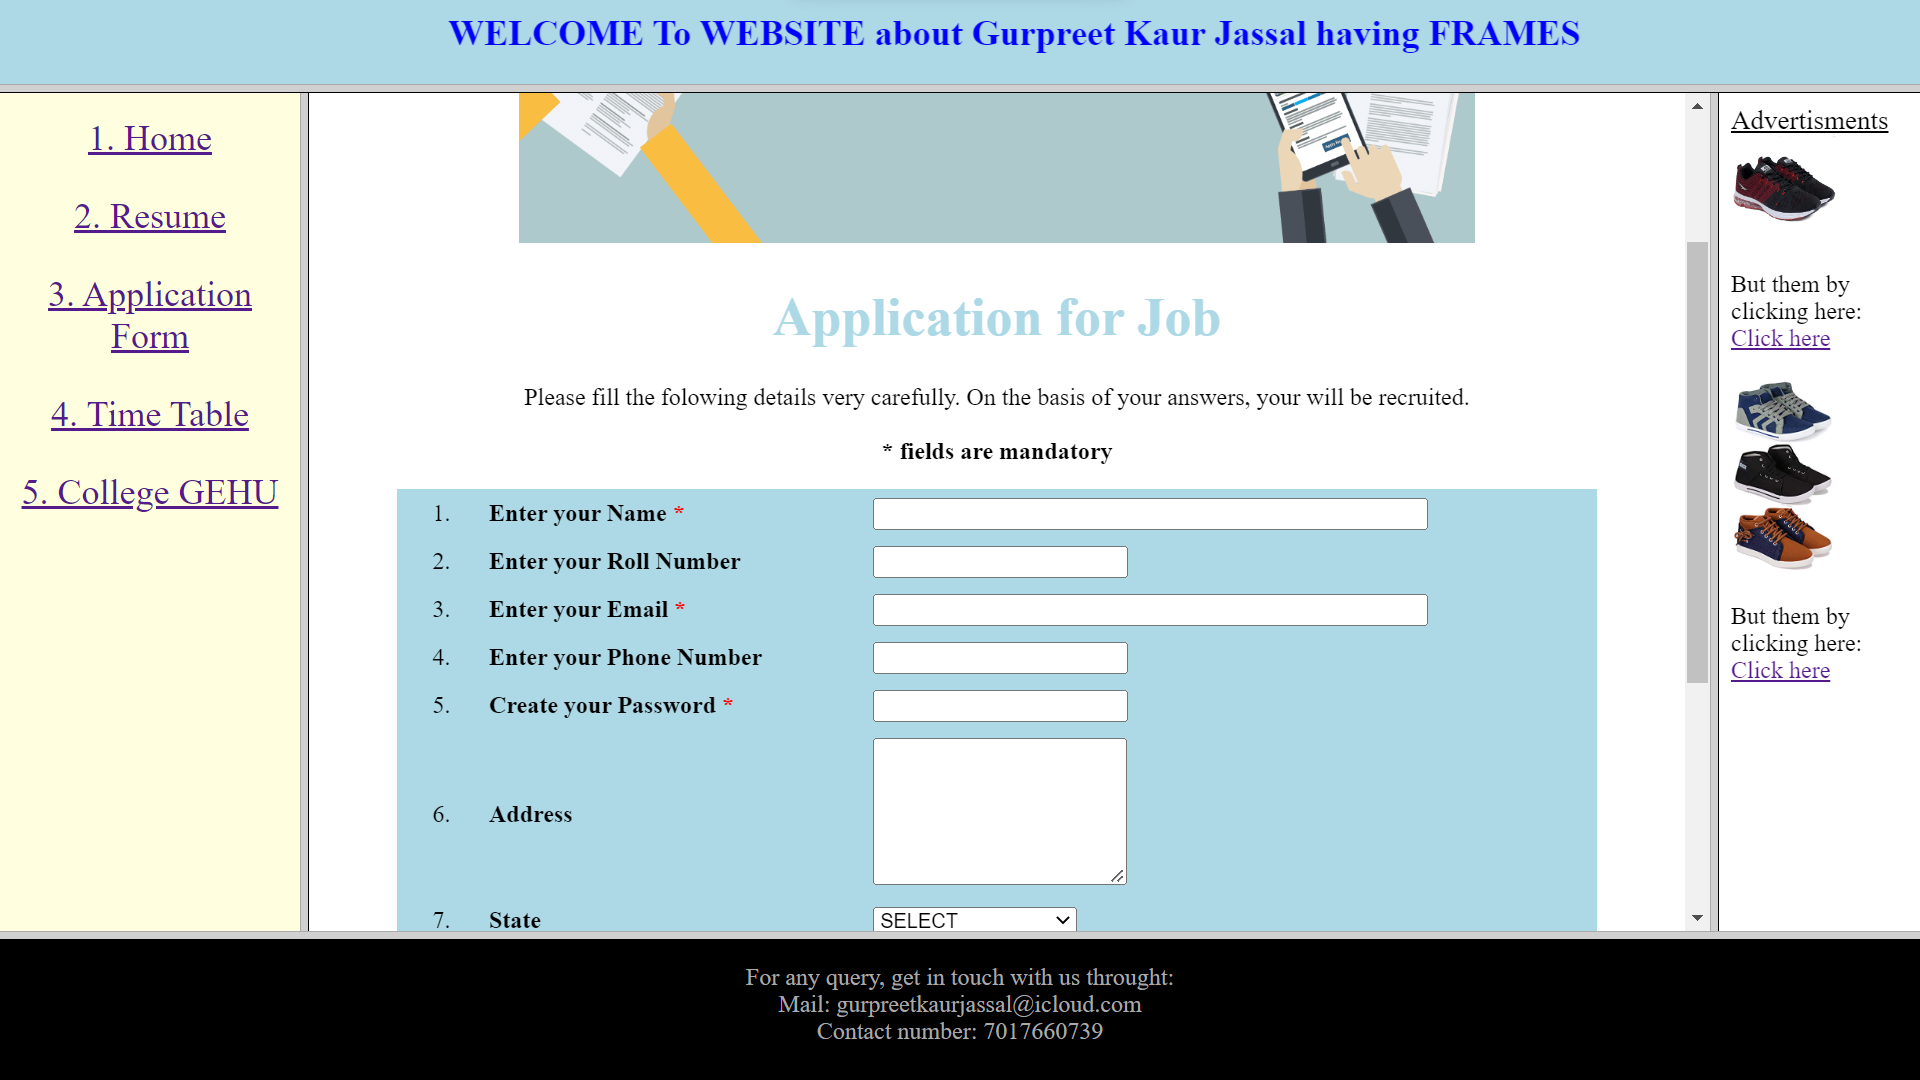 WELCOME To WEBSITE about Gurpreet Kaur Jassal having FRAMES
1. Home
2. Resume
3. Application
Form
4. Time Table
5. College GEHU
Application for Job
Please fill the folowing details very carefully. On the basis of your answers, your will be recruited.
* fields are mandatory
1. Enter your Name *
2. Enter your Roll Number
3. Enter your Email *
4. Enter your Phone Number
5. Create your Password *
6. Address
7. State SELECT
Advertisments
But them by
clicking here:
Click here
But them by
clicking here:
Click here
For any query, get in touch with us throught:
Mail: gurpreetkaurjassal@icloud.com
Contact number: 7017660739